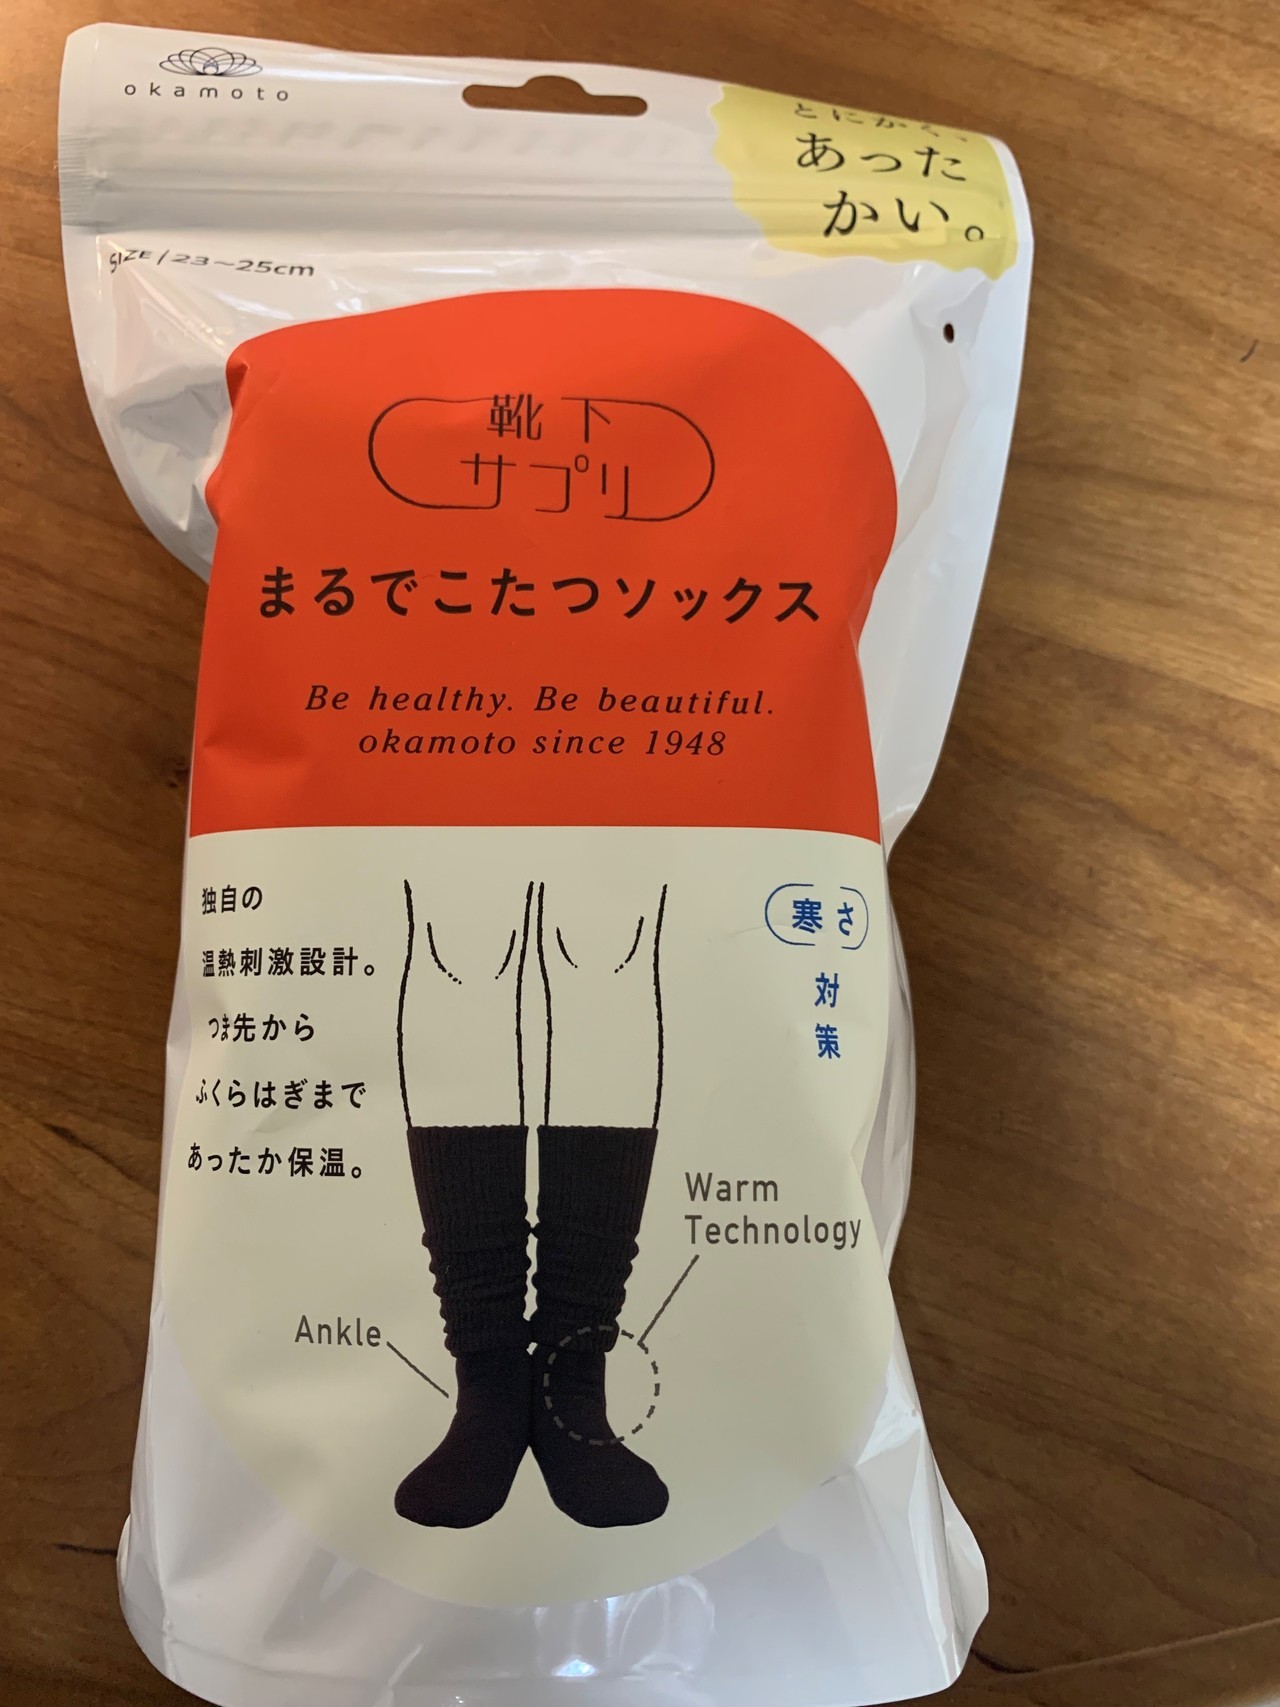 okamoto
とにかく、
あった
かい。
SIZE / 23〜25cm
靴下
サプリ
まるでこたつソックス
Be healthy. Be beautiful.
okamoto since 1948
独自の
温熱刺激設計。
つま先から
ふくらはぎまで
あったか保温。
寒さ
対
策
Warm
Technology
Ankle